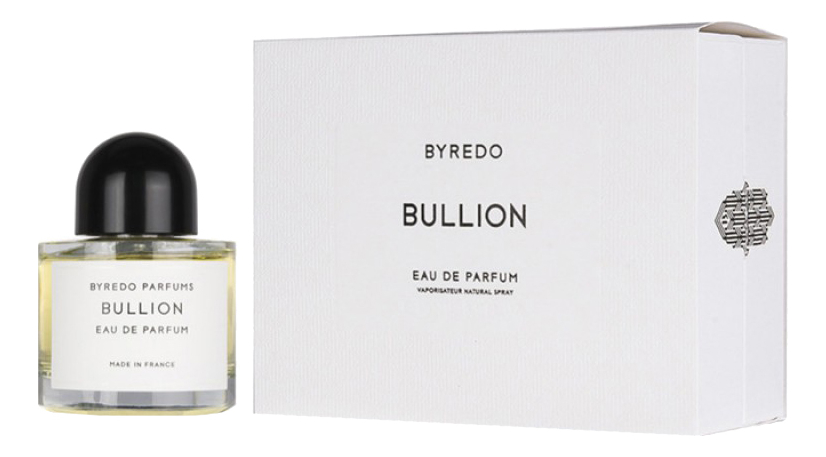 BYREDO PARFUMS
BULLION
EAU DE PARFUM
MADE IN FRANCE
BYREDO
BULLION
EAU DE PARFUM
VAPORISATEUR NATURAL SPRAY